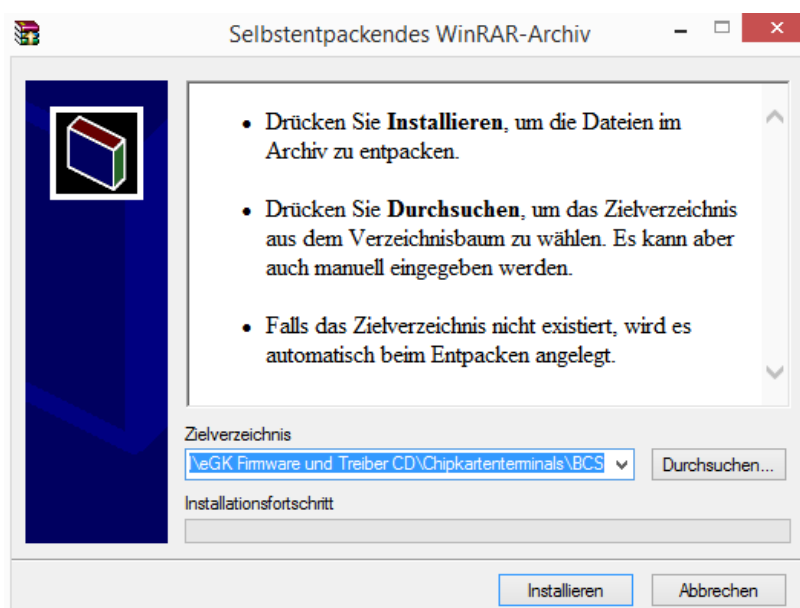 Selbstentpackendes WinRAR-Archiv
• Drücken Sie Installieren, um die Dateien im
Archiv zu entpacken.
• Drücken Sie Durchsuchen, um das Zielverzeichnis
aus dem Verzeichnisbaum zu wählen. Es kann aber
auch manuell eingegeben werden.
• Falls das Zielverzeichnis nicht existiert, wird es
automatisch beim Entpacken angelegt.
Zielverzeichnis
\eGK Firmware und Treiber CD\Chipkartenterminals\BCS
Durchsuchen...
Installationsfortschritt
Installieren
Abbrechen